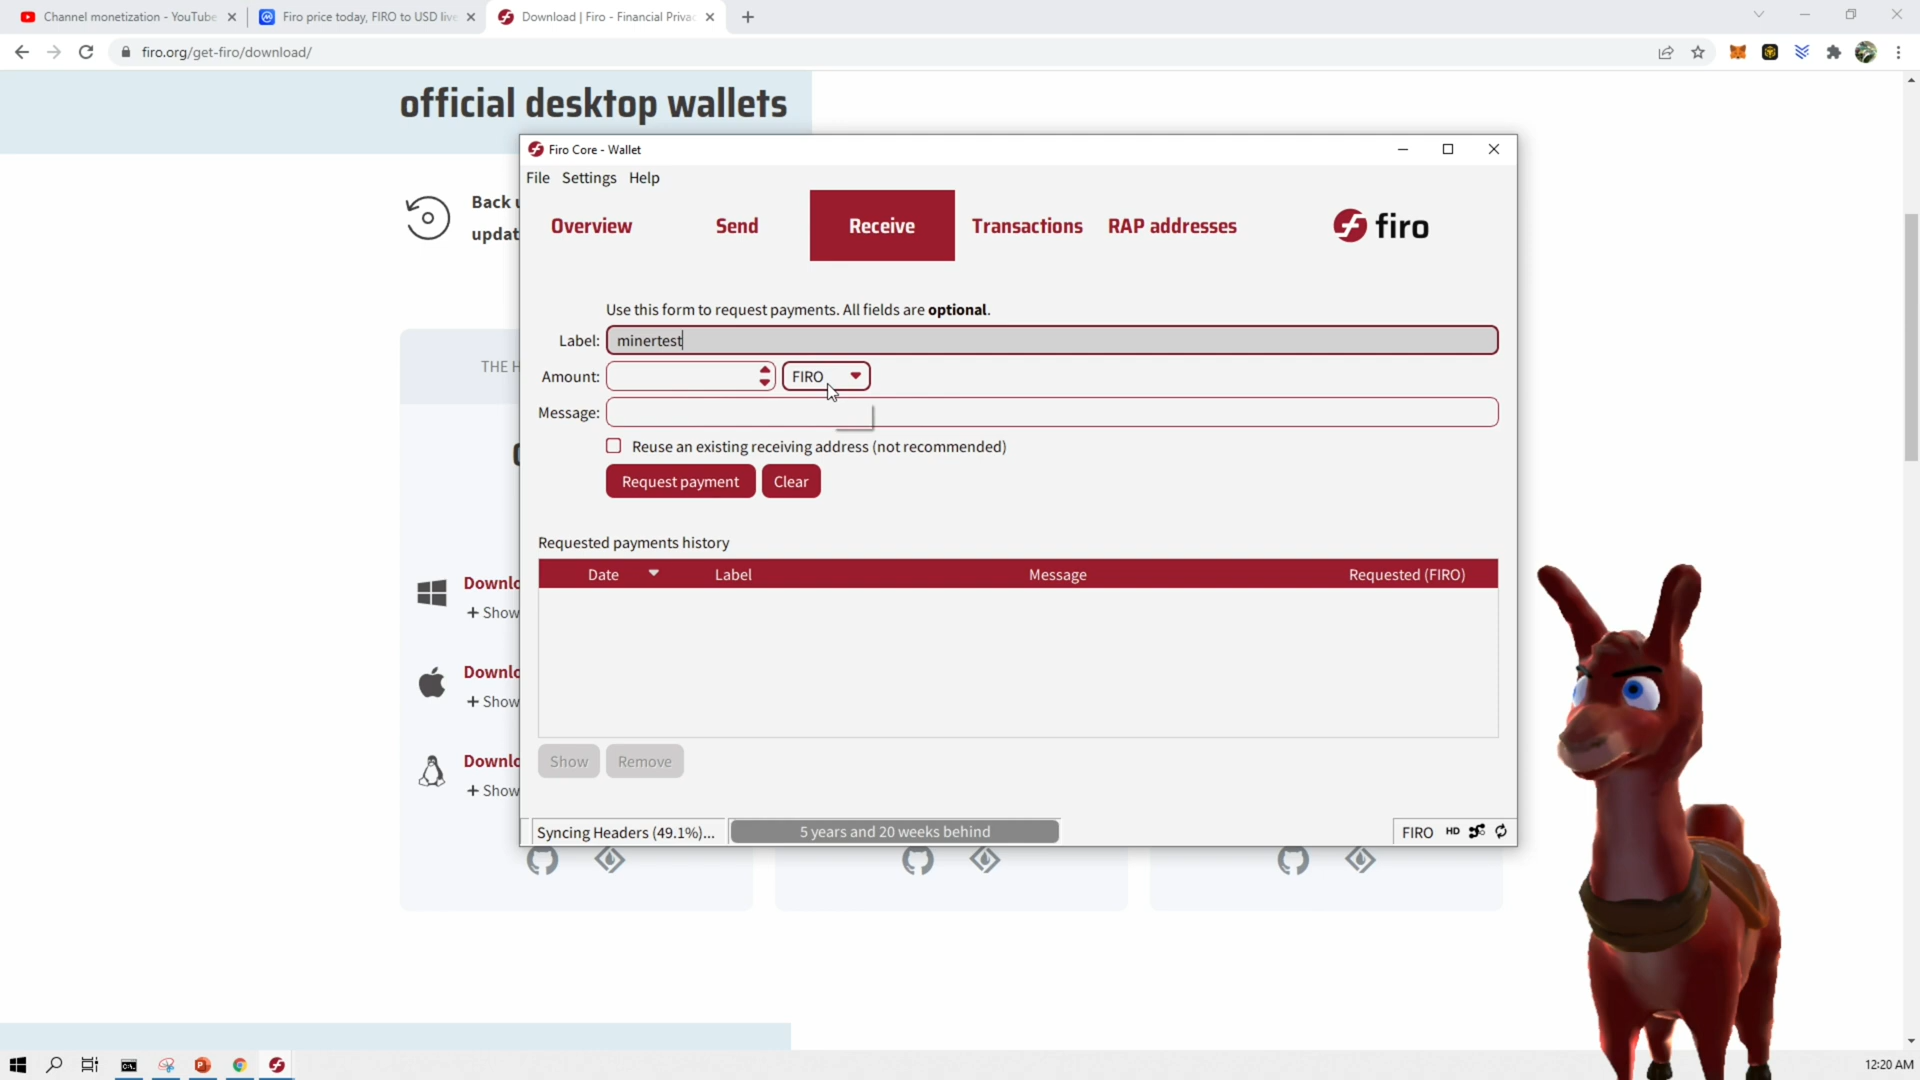 Channel monetization - YouTube
Firo price today, FIRO to USD live
Download | Firo - Financial Priva
firo.org/get-firo/download/
official desktop wallets
Back u
updat
THE H
Downlo
+ Show
Downlo
+ Show
Downlo
+ Show
Firo Core - Wallet
File Settings Help
Overview Send Receive Transactions RAP addresses firo
Use this form to request payments. All fields are optional.
Label: minertest
Amount: FIRO
Message:
Reuse an existing receiving address (not recommended)
Request payment Clear
Requested payments history
Date Label Message Requested (FIRO)
Show Remove
Syncing Headers (49.1%)... 5 years and 20 weeks behind FIRO HD
12:20 AM